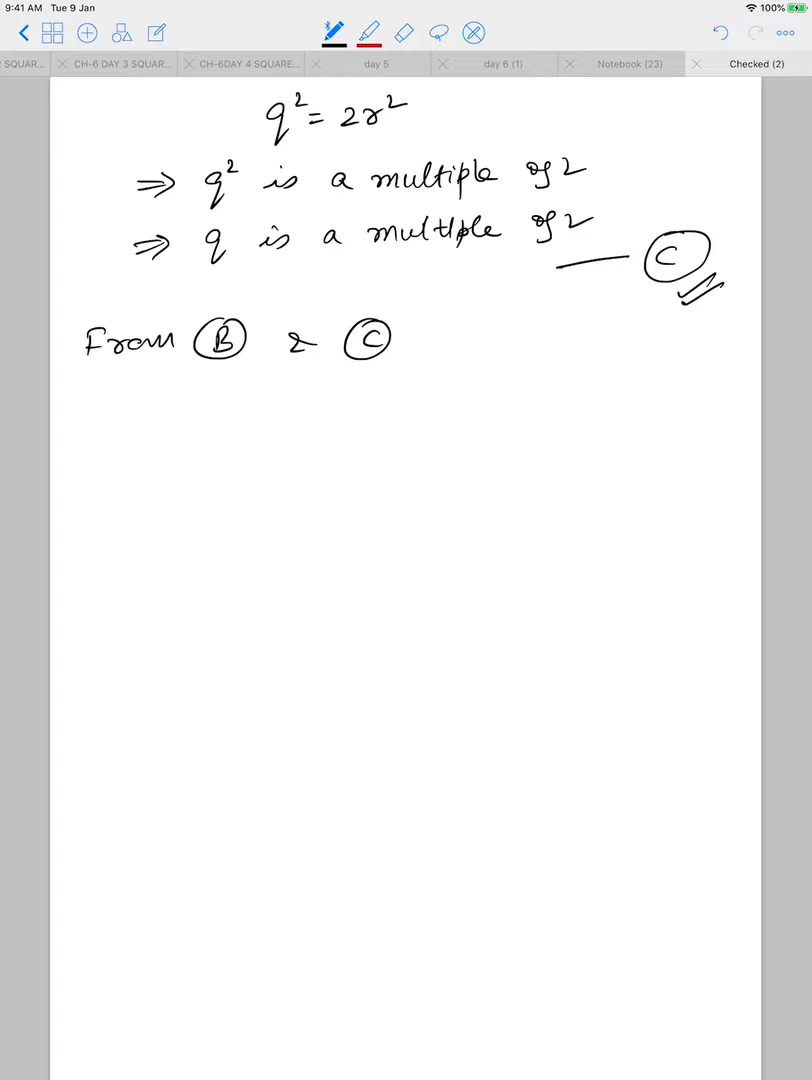 9:41 AM Tue 9 Jan 100%
SQUAR... CH-6 DAY 3 SQUAR... CH-6DAY 4 SQUARE... day 5 day 6 (1) Notebook (23) Checked (2)
q² = 2r²
⇒ q² is a multiple of 2
⇒ q is a multiple of 2
— C
From B & C